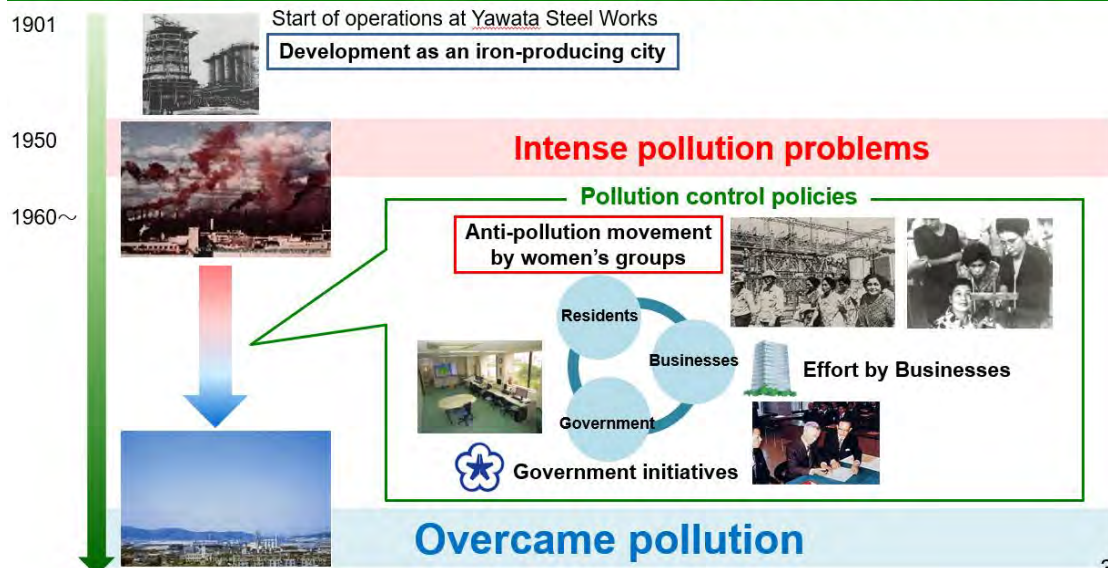 1901
Start of operations at Yawata Steel Works
Development as an iron-producing city
1950
Intense pollution problems
1960～
Pollution control policies
Anti-pollution movement
by women's groups
Residents
Businesses
Government
Effort by Businesses
Government initiatives
Overcame pollution